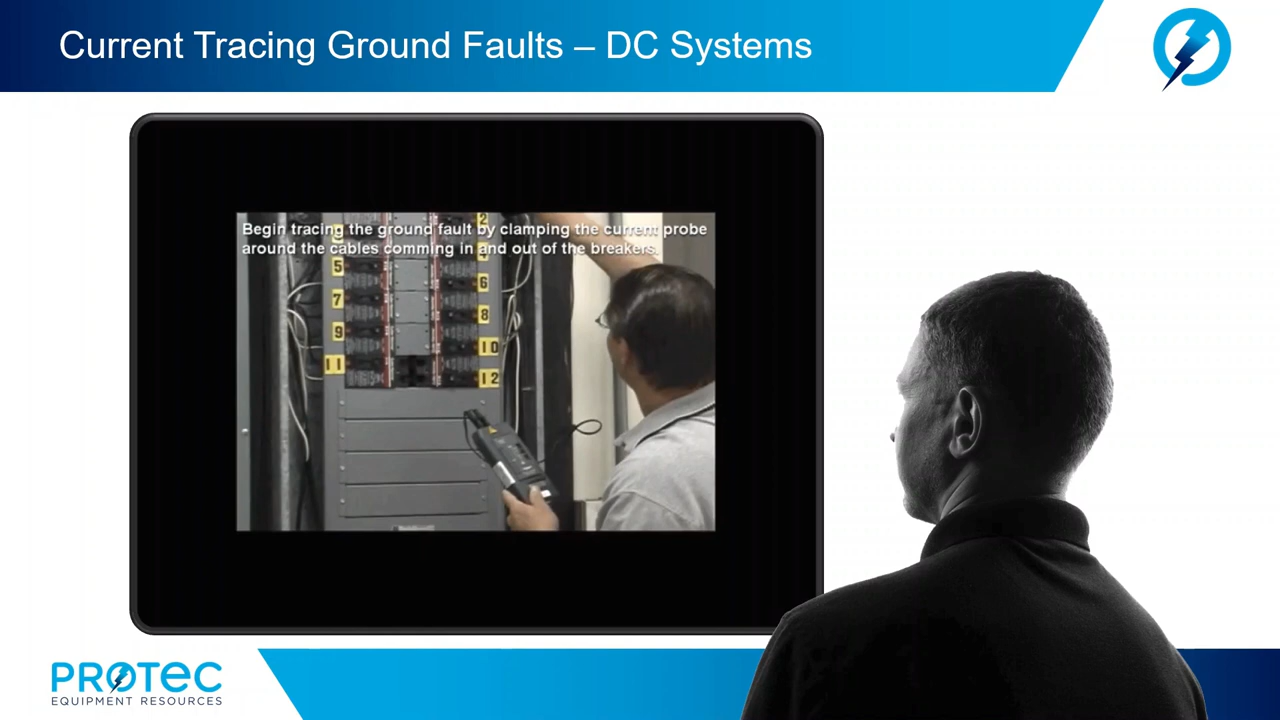 Current Tracing Ground Faults – DC Systems
Begin tracing the ground fault by clamping the current probe
around the cables comming in and out of the breakers.
2
5
6
7
8
9
10
11
12
PROTEC
EQUIPMENT RESOURCES